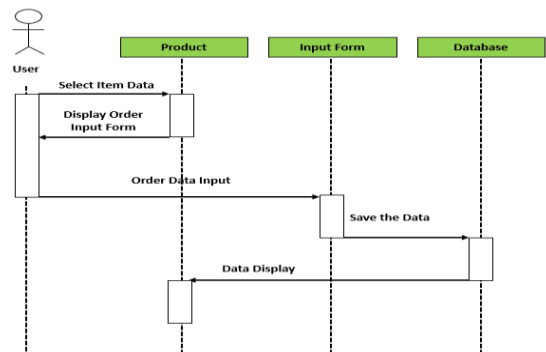 Product
Input Form
Database
User
Select Item Data
Display Order
Input Form
Order Data Input
Save the Data
Data Display